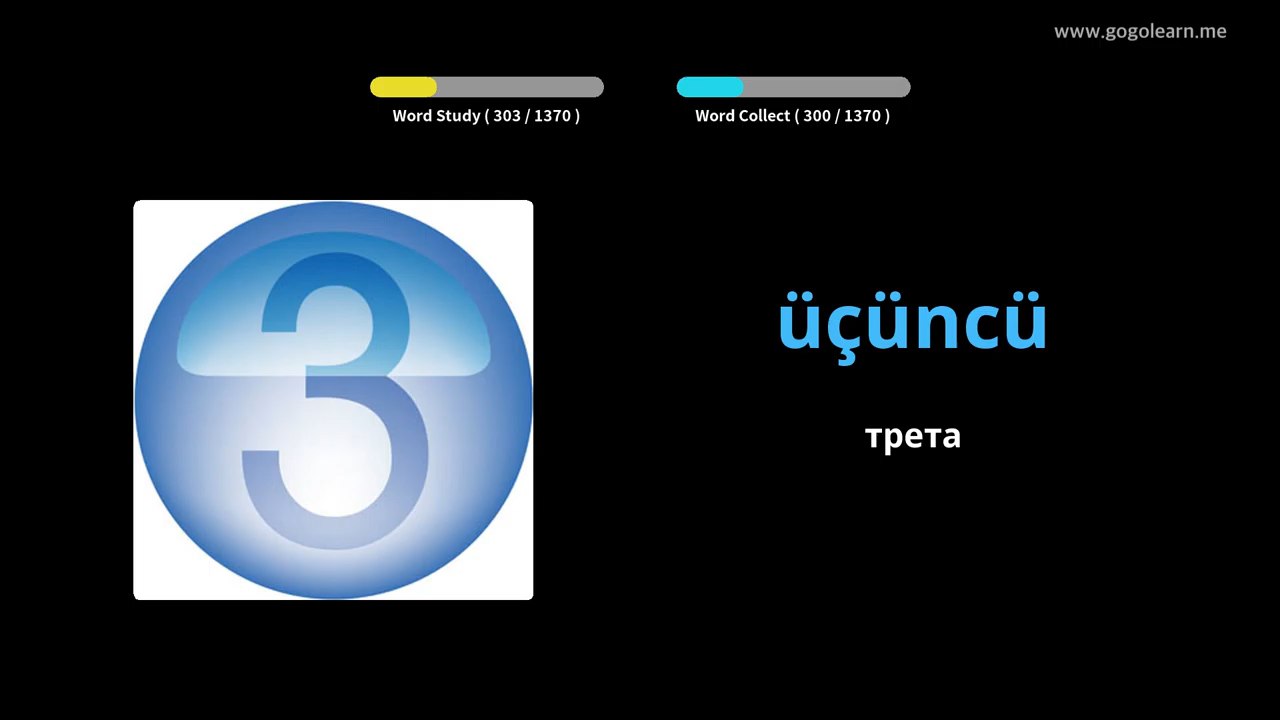 www.gogolearn.me
Word Study ( 303 / 1370 )
Word Collect ( 300 / 1370 )
3
üçüncü
трета